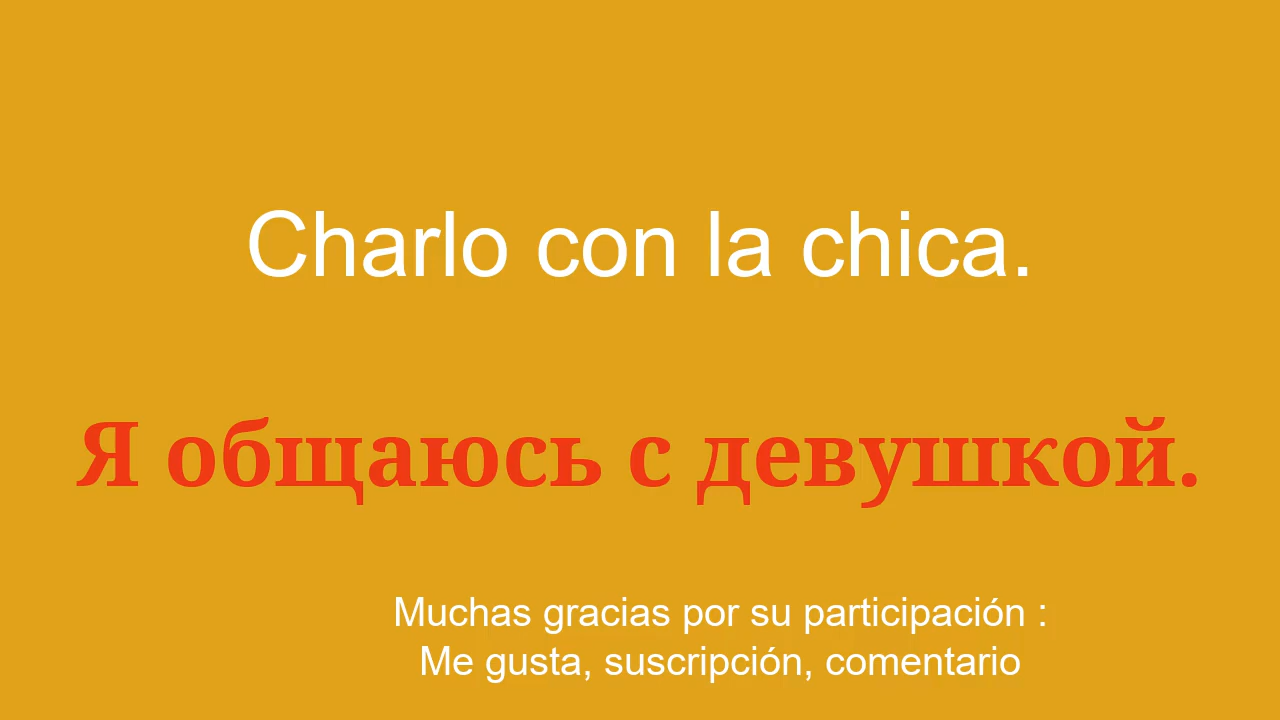 Charlo con la chica.
Я общаюсь с девушкой.
Muchas gracias por su participación :
Me gusta, suscripción, comentario